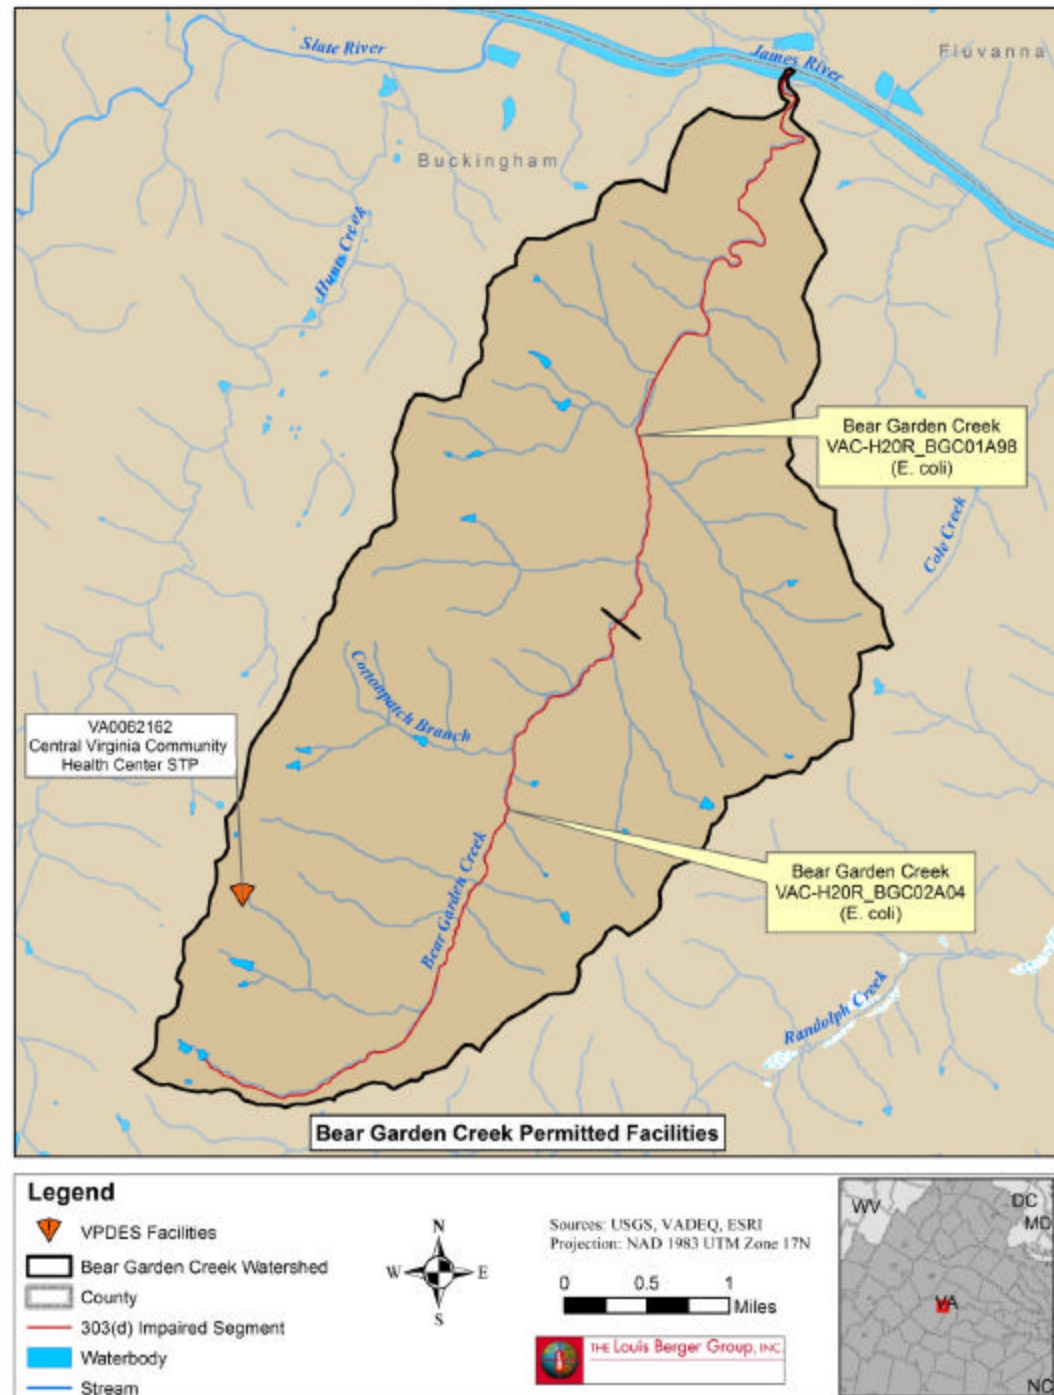 Slate River
James River
Fluvanna
Buckingham
Hunts Creek
Bear Garden Creek
VAC-H20R_BGC01A98
(E. coli)
Cole Creek
Cottonpatch Branch
VA0062162
Central Virginia Community
Health Center STP
Bear Garden Creek
Bear Garden Creek
VAC-H20R_BGC02A04
(E. coli)
Randolph Creek
Bear Garden Creek Permitted Facilities
Legend
VPDES Facilities
Bear Garden Creek Watershed
County
303(d) Impaired Segment
Waterbody
Stream
N
W E
S
Sources: USGS, VADEQ, ESRI
Projection: NAD 1983 UTM Zone 17N
0 0.5 1
Miles
THE Louis Berger Group, INC.
WV
DC
MD
VA
NC